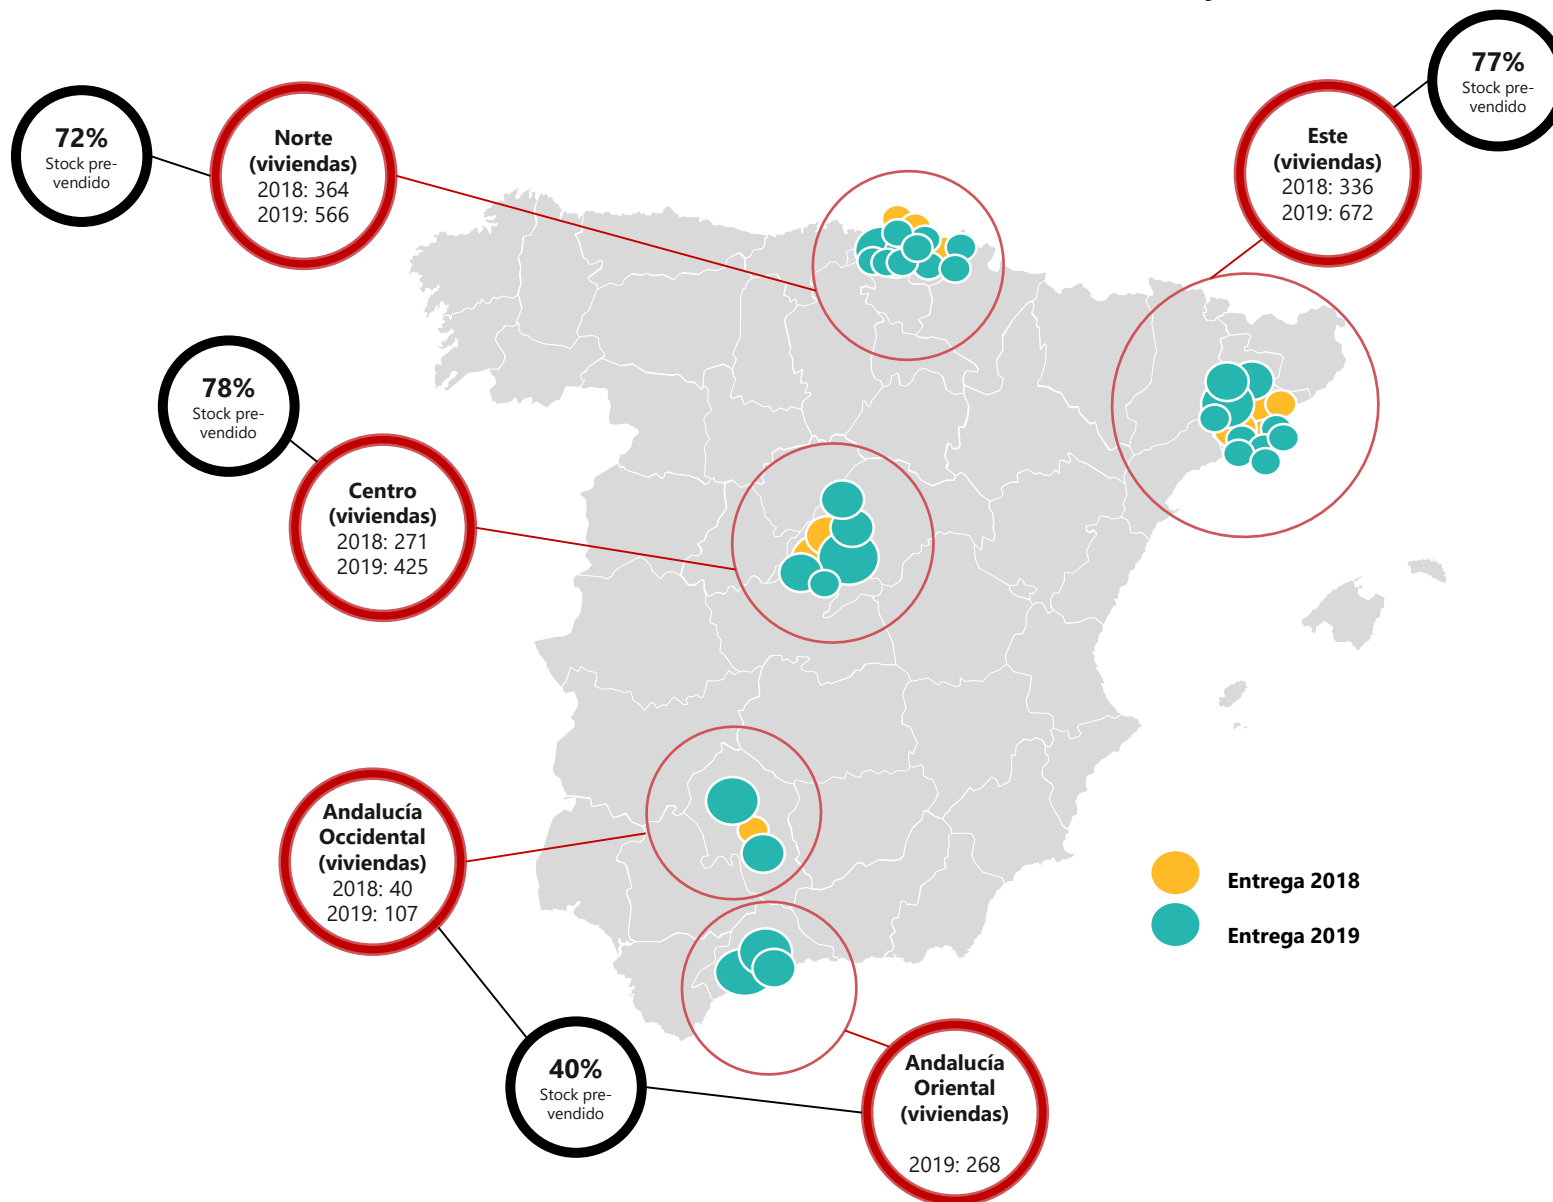 77%
Stock pre-
vendido
72%
Stock pre-
vendido
Norte
(viviendas)
2018: 364
2019: 566
Este
(viviendas)
2018: 336
2019: 672
78%
Stock pre-
vendido
Centro
(viviendas)
2018: 271
2019: 425
Andalucía
Occidental
(viviendas)
2018: 40
2019: 107
Entrega 2018
Entrega 2019
40%
Stock pre-
vendido
Andalucía
Oriental
(viviendas)
2019: 268